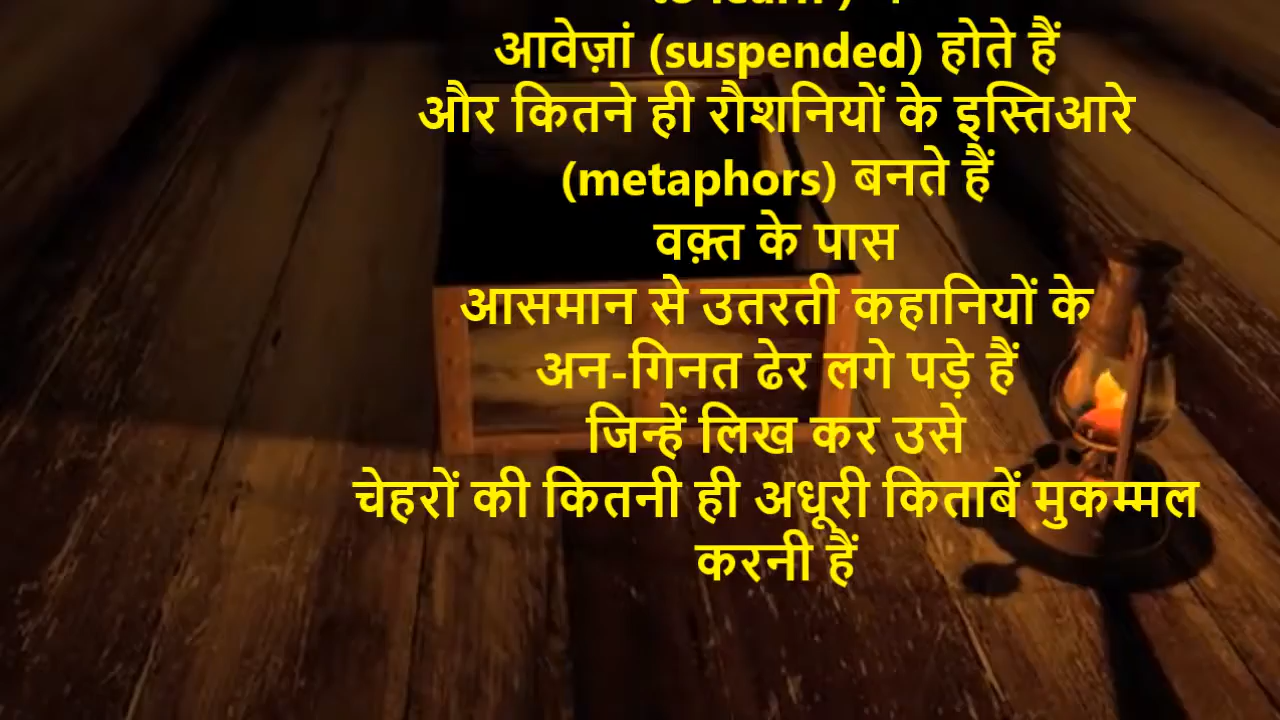 आवेज़ां (suspended) होते हैं
और कितने ही रौशनियों के इस्तिआरे
(metaphors) बनते हैं
वक़्त के पास
आसमान से उतरती कहानियों के
अन-गिनत ढेर लगे पड़े हैं
जिन्हें लिख कर उसे
चेहरों की कितनी ही अधूरी किताबें मुकम्मल
करनी हैं